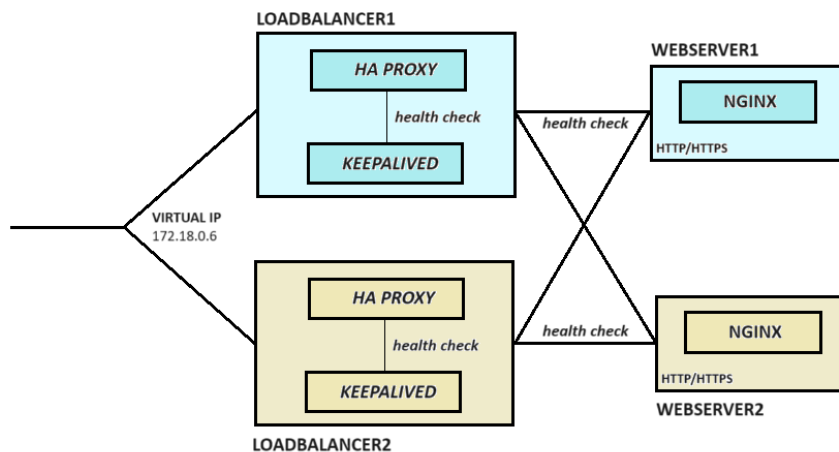 LOADBALANCER1
HA PROXY
health check
KEEPALIVED
WEBSERVER1
NGINX
HTTP/HTTPS
health check
VIRTUAL IP
172.18.0.6
HA PROXY
health check
KEEPALIVED
LOADBALANCER2
health check
NGINX
HTTP/HTTPS
WEBSERVER2